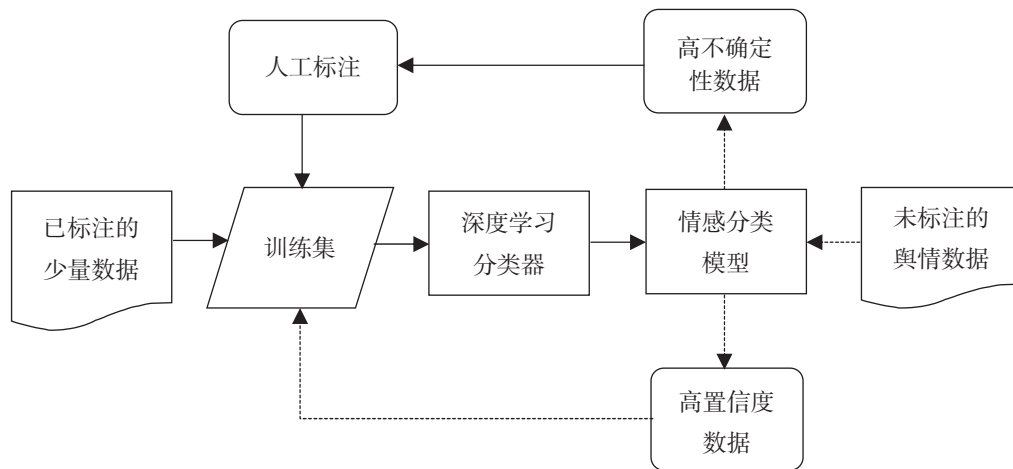 人工标注
高不确定
性数据
已标注的
少量数据
训练集
深度学习
分类器
情感分类
模型
未标注的
舆情数据
高置信度
数据